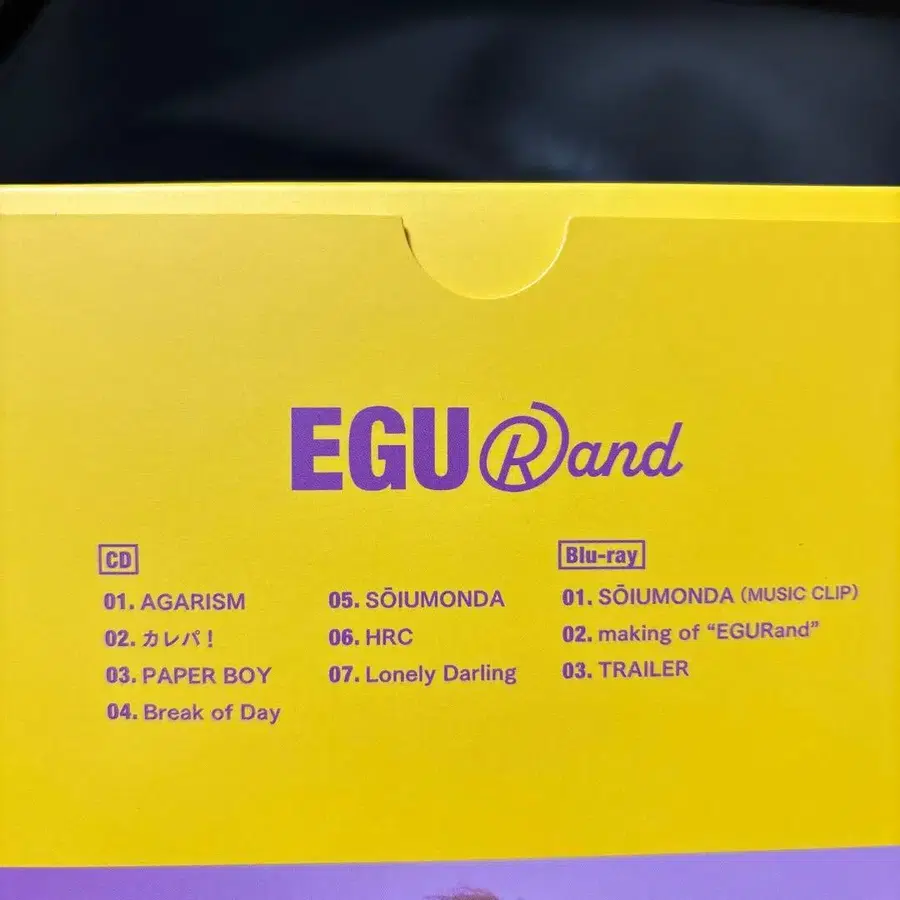 EGURand
CD
01. AGARISM
02. カレパ！
03. PAPER BOY
04. Break of Day
05. SŌIUMONDA
06. HRC
07. Lonely Darling
Blu-ray
01. SŌIUMONDA (MUSIC CLIP)
02. making of “EGURand”
03. TRAILER